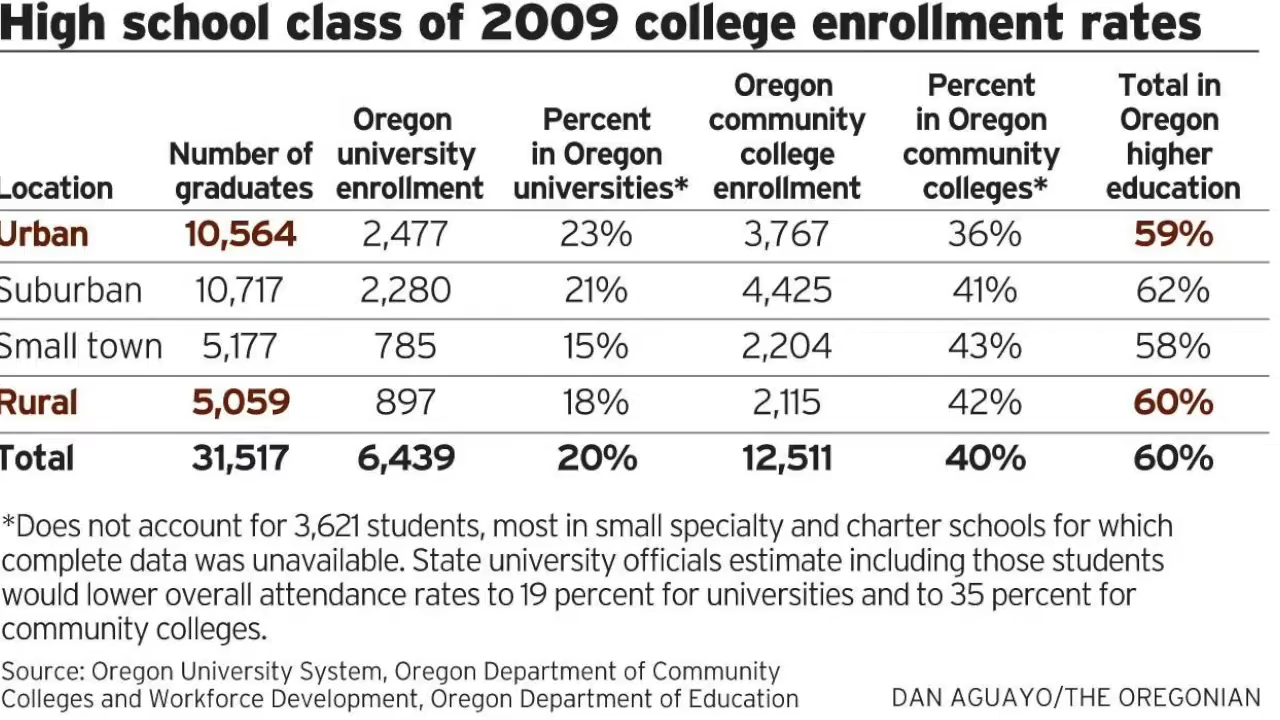 High school class of 2009 college enrollment rates
Location Number of graduates Oregon university enrollment Percent in Oregon universities* Oregon community college enrollment Percent in Oregon community colleges* Total in Oregon higher education
Urban 10,564 2,477 23% 3,767 36% 59%
Suburban 10,717 2,280 21% 4,425 41% 62%
Small town 5,177 785 15% 2,204 43% 58%
Rural 5,059 897 18% 2,115 42% 60%
Total 31,517 6,439 20% 12,511 40% 60%
*Does not account for 3,621 students, most in small specialty and charter schools for which
complete data was unavailable. State university officials estimate including those students
would lower overall attendance rates to 19 percent for universities and to 35 percent for
community colleges.
Source: Oregon University System, Oregon Department of Community
Colleges and Workforce Development, Oregon Department of Education
DAN AGUAYO/THE OREGONIAN